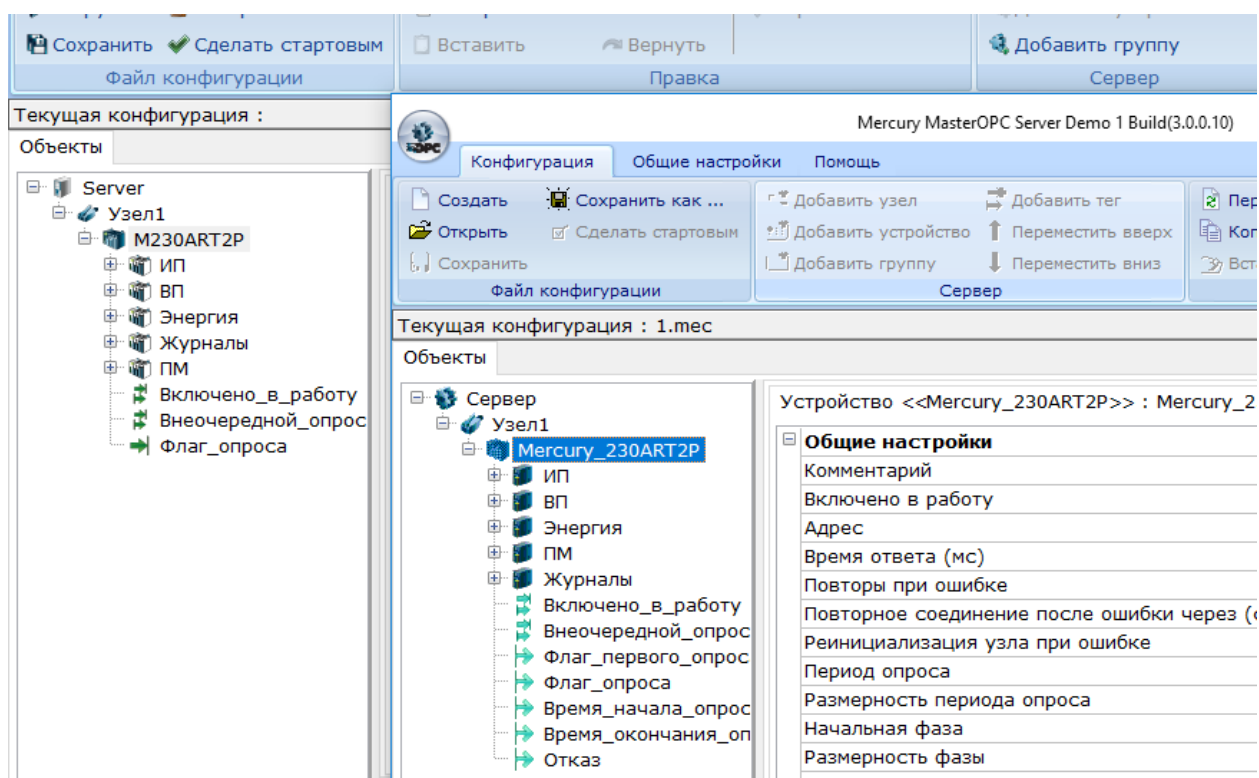 Сохранить Сделать стартовым
Вставить Вернуть
Добавить группу
Файл конфигурации Правка Сервер
Текущая конфигурация :
Объекты
Server
Узел1
M230ART2P
ИП
ВП
Энергия
Журналы
ПМ
Включено_в_работу
Внеочередной_опрос
Флаг_опроса
OPC
Mercury MasterOPC Server Demo 1 Build(3.0.0.10)
Конфигурация Общие настройки Помощь
Создать Сохранить как ... Добавить узел Добавить тег
Открыть Сделать стартовым Добавить устройство Переместить вверх
Сохранить Добавить группу Переместить вниз
Файл конфигурации Сервер
Текущая конфигурация : 1.mec
Объекты
Сервер
Узел1
Mercury_230ART2P
ИП
ВП
Энергия
ПМ
Журналы
Включено_в_работу
Внеочередной_опрос
Флаг_первого_опрос
Флаг_опроса
Время_начала_опрос
Время_окончания_оп
Отказ
Устройство <<Mercury_230ART2P>> : Mercury_2
Общие настройки
Комментарий
Включено в работу
Адрес
Время ответа (мс)
Повторы при ошибке
Повторное соединение после ошибки через (
Реинициализация узла при ошибке
Период опроса
Размерность периода опроса
Начальная фаза
Размерность фазы